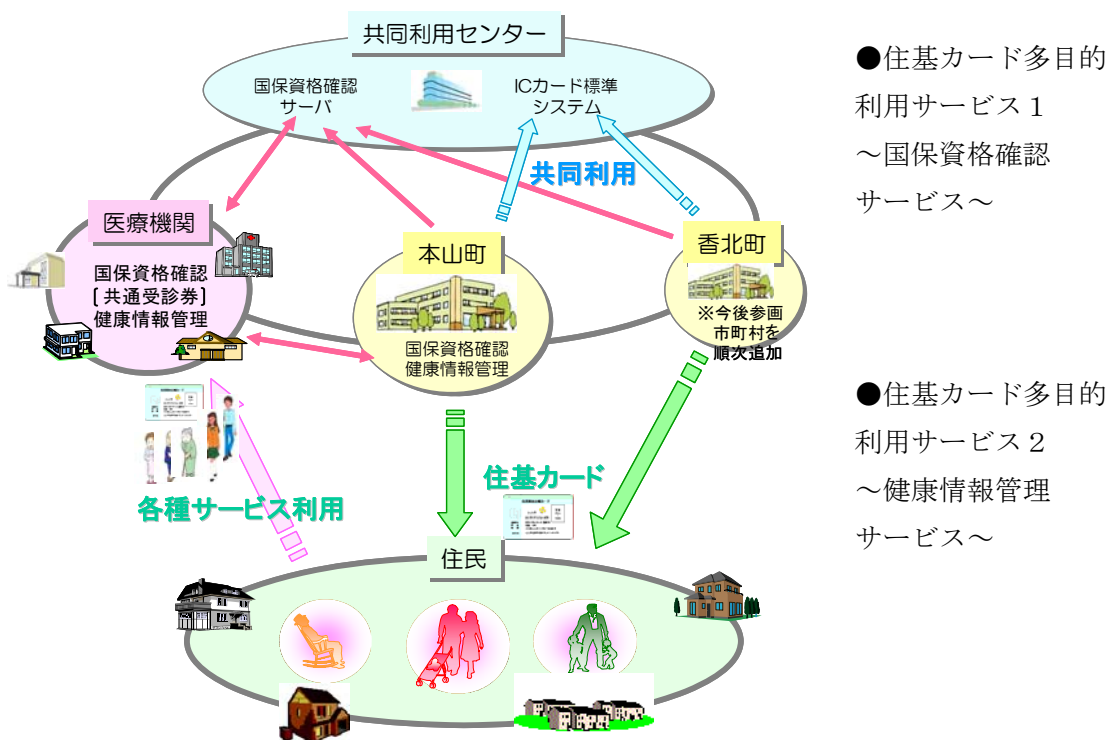 共同利用センター
国保資格確認
サーバ
ICカード標準
システム
共同利用
医療機関
国保資格確認
[共通受診券]
健康情報管理
本山町
国保資格確認
健康情報管理
香北町
※今後参画
市町村を
順次追加
各種サービス利用
住基カード
住民
●住基カード多目的
利用サービス1
～国保資格確認
サービス～
●住基カード多目的
利用サービス2
～健康情報管理
サービス～